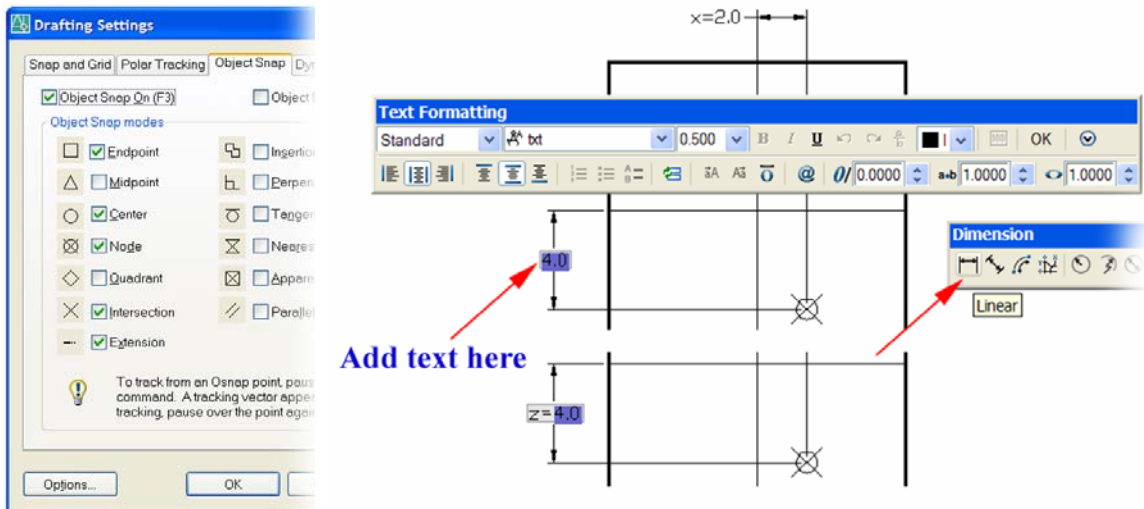 Drafting Settings
Snap and Grid Polar Tracking Object Snap
Object Snap On (F3) Object
Object Snap modes
Endpoint
Midpoint
Center
Node
Quadrant
Intersection
Extension
To track from an Osnap point,
command. A tracking vector
tracking, pause over the point
Options...
OK
x=2.0
Text Formatting
Standard txt 0.500 B I U OK
@ 0/ 0.0000 a•b 1.0000 1.0000
4.0
Add text here
Dimension
Linear
z=4.0